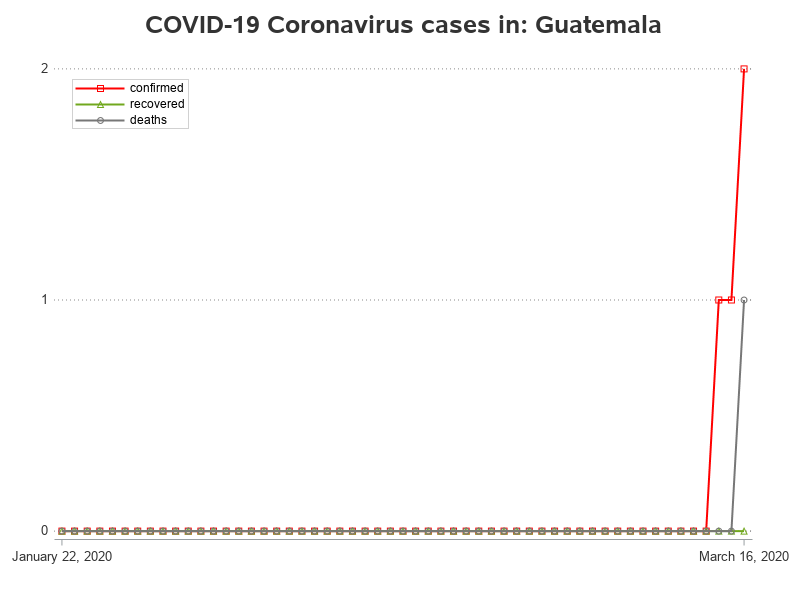 COVID-19 Coronavirus cases in: Guatemala
2
confirmed
recovered
deaths
1
0
January 22, 2020
March 16, 2020